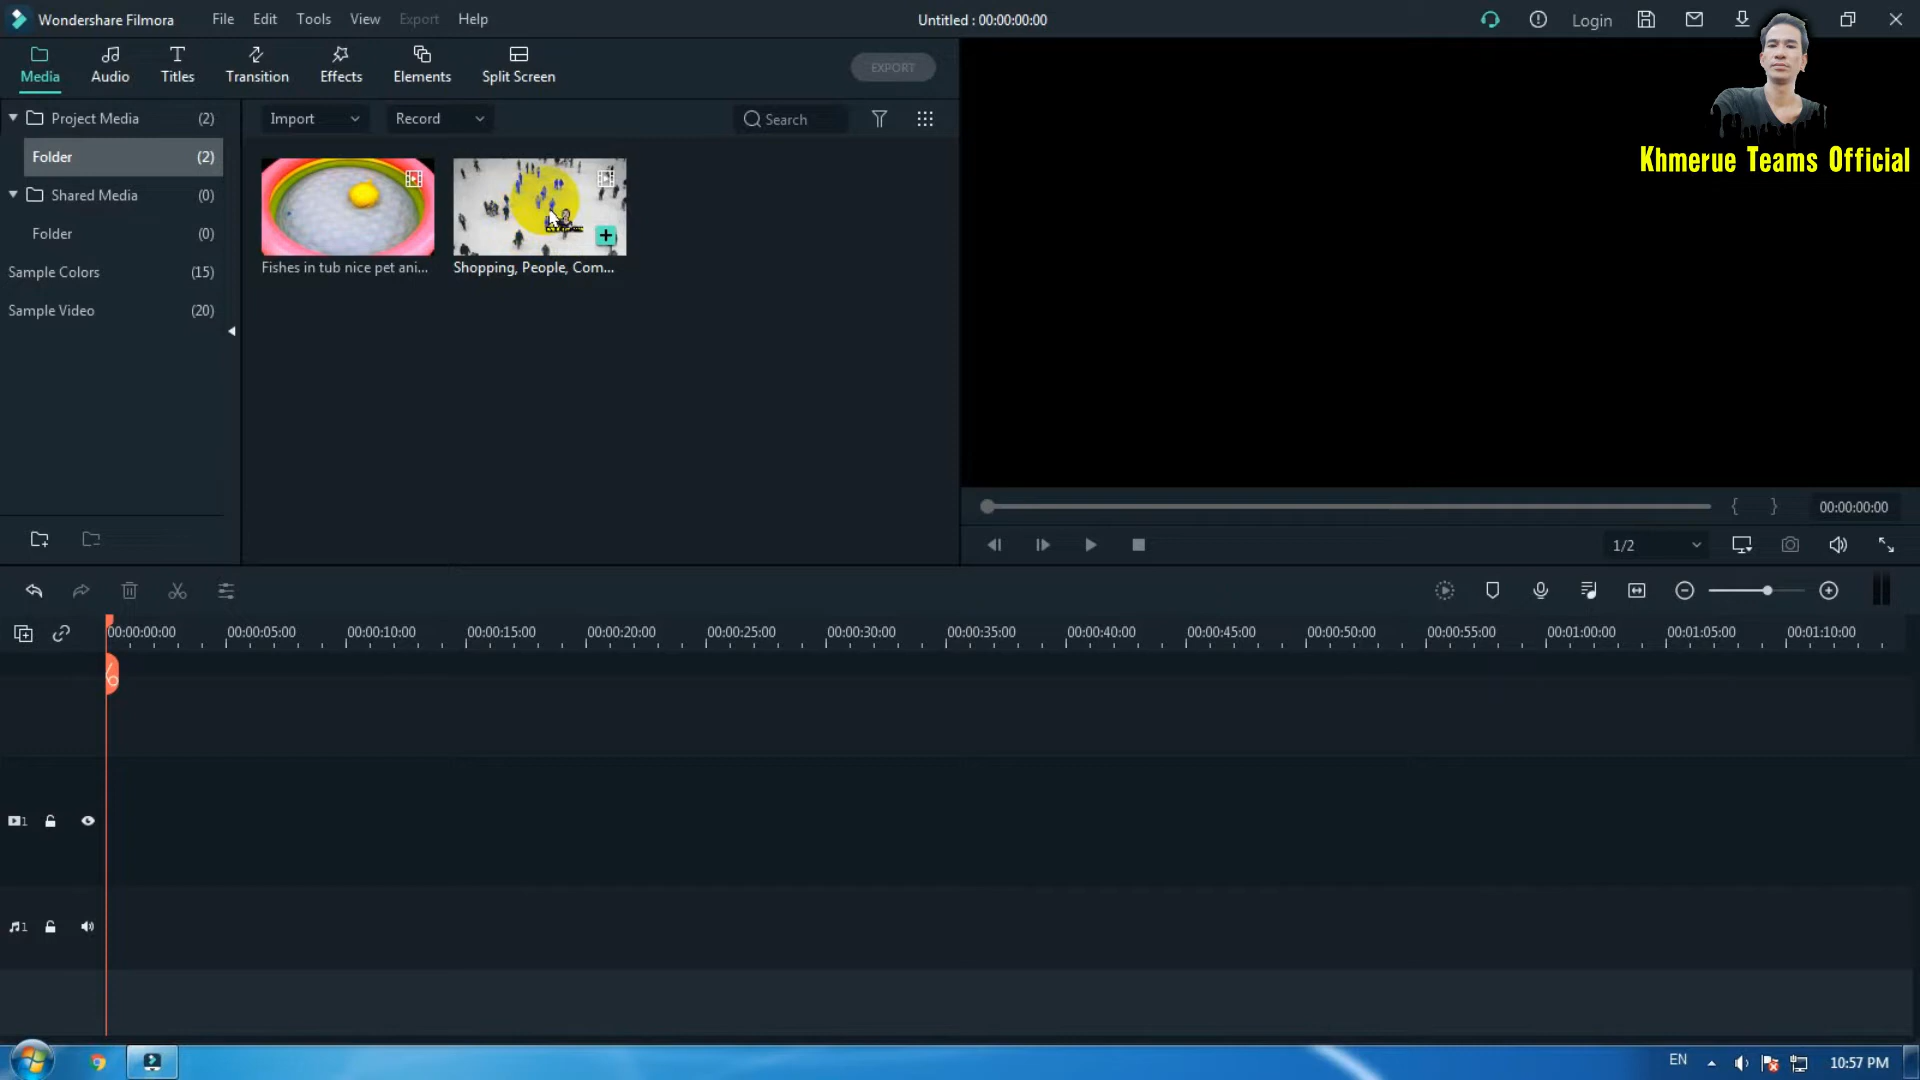 Wondershare Filmora
File
Edit
Tools
View
Export
Help
Untitled : 00:00:00:00
Login
Media
Audio
Titles
Transition
Effects
Elements
Split Screen
EXPORT
Khmerue Teams Official
Project Media (2)
Folder (2)
Shared Media (0)
Folder (0)
Sample Colors (15)
Sample Video (20)
Import
Record
Search
Fishes in tub nice pet ani...
Shopping, People, Com...
{ }
00:00:00:00
1/2
00:00:00:00
00:00:05:00
00:00:10:00
00:00:15:00
00:00:20:00
00:00:25:00
00:00:30:00
00:00:35:00
00:00:40:00
00:00:45:00
00:00:50:00
00:00:55:00
00:01:00:00
00:01:05:00
00:01:10:00
1
1
EN
10:57 PM